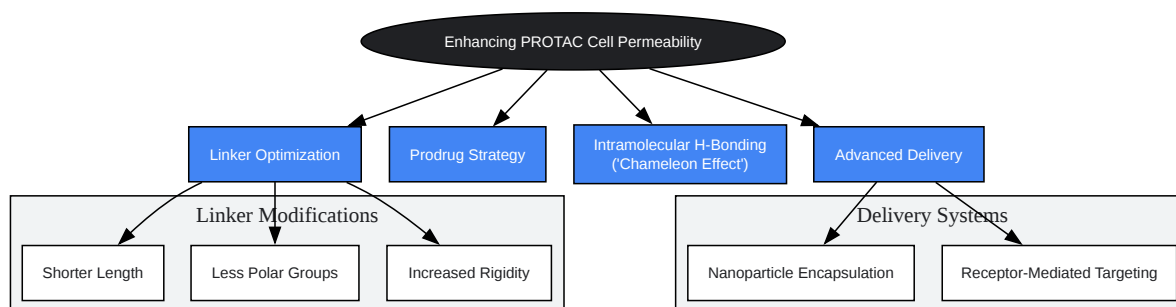 Enhancing PROTAC Cell Permeability
Linker Optimization
Prodrug Strategy
Intramolecular H-Bonding
('Chameleon Effect')
Advanced Delivery
Linker Modifications
Delivery Systems
Shorter Length
Less Polar Groups
Increased Rigidity
Nanoparticle Encapsulation
Receptor-Mediated Targeting